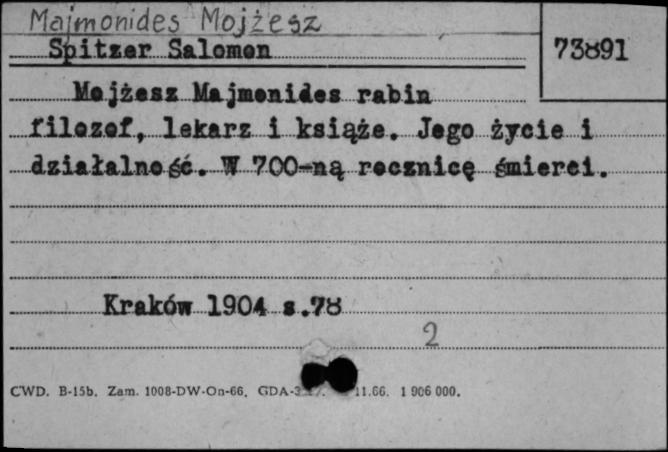 Majmonides Mojżesz
Spitzer Salomon
73891
Mojżesz Majmonides rabin
filozof, lekarz i książe. Jego życie i
działalność. W 700-ną rocznicę śmierci.
Kraków 1904 s.78
2
CWD. B-15b. Zam. 1008-DW-On-66. GDA- 11.66. 1 906 000.